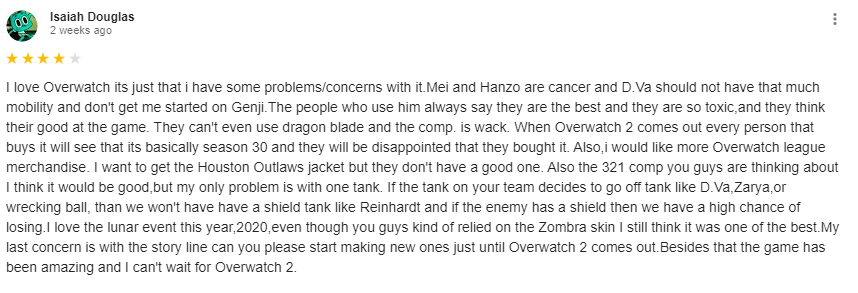 Isaiah Douglas
2 weeks ago
I love Overwatch its just that i have some problems/concerns with it.Mei and Hanzo are cancer and D.Va should not have that much
mobility and don't get me started on Genji.The people who use him always say they are the best and they are so toxic,and they think
their good at the game. They can't even use dragon blade and the comp. is wack. When Overwatch 2 comes out every person that
buys it will see that its basically season 30 and they will be disappointed that they bought it. Also,i would like more Overwatch league
merchandise. I want to get the Houston Outlaws jacket but they don't have a good one. Also the 321 comp you guys are thinking about
I think it would be good,but my only problem is with one tank. If the tank on your team decides to go off tank like D.Va,Zarya,or
wrecking ball, than we won't have have a shield tank like Reinhardt and if the enemy has a shield then we have a high chance of
losing.I love the lunar event this year,2020,even though you guys kind of relied on the Zombra skin I still think it was one of the best.My
last concern is with the story line can you please start making new ones just until Overwatch 2 comes out.Besides that the game has
been amazing and I can't wait for Overwatch 2.